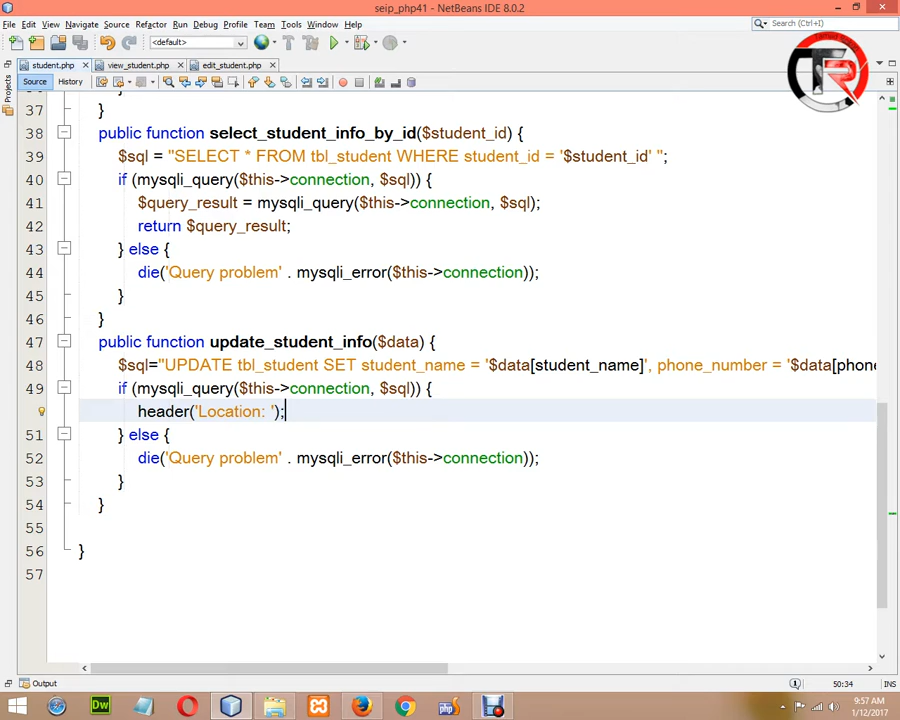 seip_php41 - NetBeans IDE 8.0.2
File Edit View Navigate Source Refactor Run Debug Profile Team Tools Window Help
Search (Ctrl+I)
<default>
student.php view_student.php edit_student.php
Source History
Projects
37 }
38 public function select_student_info_by_id($student_id) {
39 $sql = "SELECT * FROM tbl_student WHERE student_id = '$student_id' ";
40 if (mysqli_query($this->connection, $sql)) {
41 $query_result = mysqli_query($this->connection, $sql);
42 return $query_result;
43 } else {
44 die('Query problem' . mysqli_error($this->connection));
45 }
46 }
47 public function update_student_info($data) {
48 $sql="UPDATE tbl_student SET student_name = '$data[student_name]', phone_number = '$data[phone
49 if (mysqli_query($this->connection, $sql)) {
header('Location: ');
51 } else {
52 die('Query problem' . mysqli_error($this->connection));
53 }
54 }
55
56 }
57
Output
50:34 INS
9:57 AM
1/12/2017